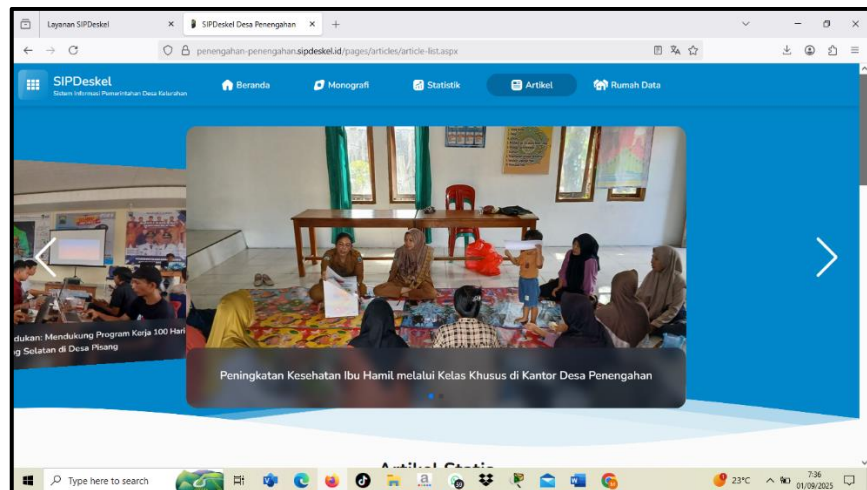 Layanan SIPDeskel
SIPDeskel Desa Penengahan
penengahan-penengahan.sipdeskel.id/pages/articles/article-list.aspx
SIPDeskel
Sistem Informasi Pemerintahan Desa Kelurahan
Beranda
Monografi
Statistik
Artikel
Rumah Data
dukan: Mendukung Program Kerja 100 Hari
g Selatan di Desa Pisang
Peningkatan Kesehatan Ibu Hamil melalui Kelas Khusus di Kantor Desa Penengahan
Artikel Statis
Type here to search
23°C
7:36
01/09/2025